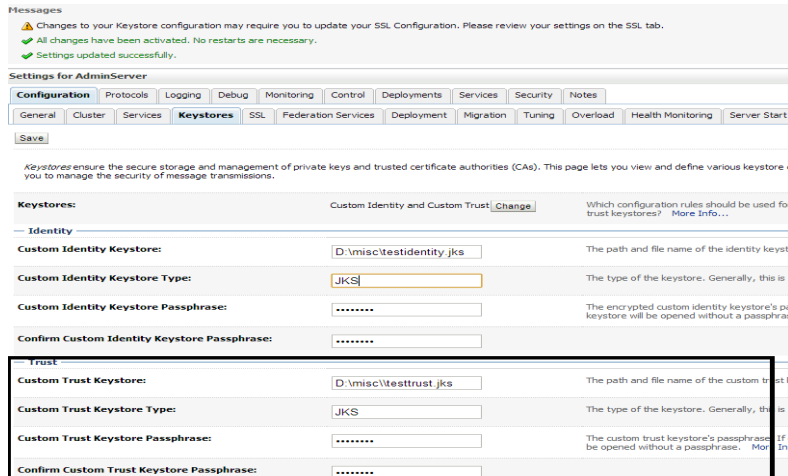 Messages
Changes to your Keystore configuration may require you to update your SSL Configuration. Please review your settings on the SSL tab.
All changes have been activated. No restarts are necessary.
Settings updated successfully.
Settings for AdminServer
Configuration Protocols Logging Debug Monitoring Control Deployments Services Security Notes
General Cluster Services Keystores SSL Federation Services Deployment Migration Tuning Overload Health Monitoring Server Start
Save
Keystores ensure the secure storage and management of private keys and trusted certificate authorities (CAs). This page lets you view and define various keystore
you to manage the security of message transmissions.
Keystores: Custom Identity and Custom Trust Change Which configuration rules should be used fo
trust keystores? More Info...
Identity
Custom Identity Keystore: D:\misc\testidentity.jks The path and file name of the identity keyst
Custom Identity Keystore Type: JKS The type of the keystore. Generally, this is
Custom Identity Keystore Passphrase: •••••••• The encrypted custom identity keystore's pa
keystore will be opened without a passphras
Confirm Custom Identity Keystore Passphrase: ••••••••
Trust
Custom Trust Keystore: D:\misc\\testtrust.jks The path and file name of the custom trust
Custom Trust Keystore Type: JKS The type of the keystore. Generally, this is
Custom Trust Keystore Passphrase: •••••••• The custom trust keystore's passphrase. If
be opened without a passphrase. More In
Confirm Custom Trust Keystore Passphrase: ••••••••